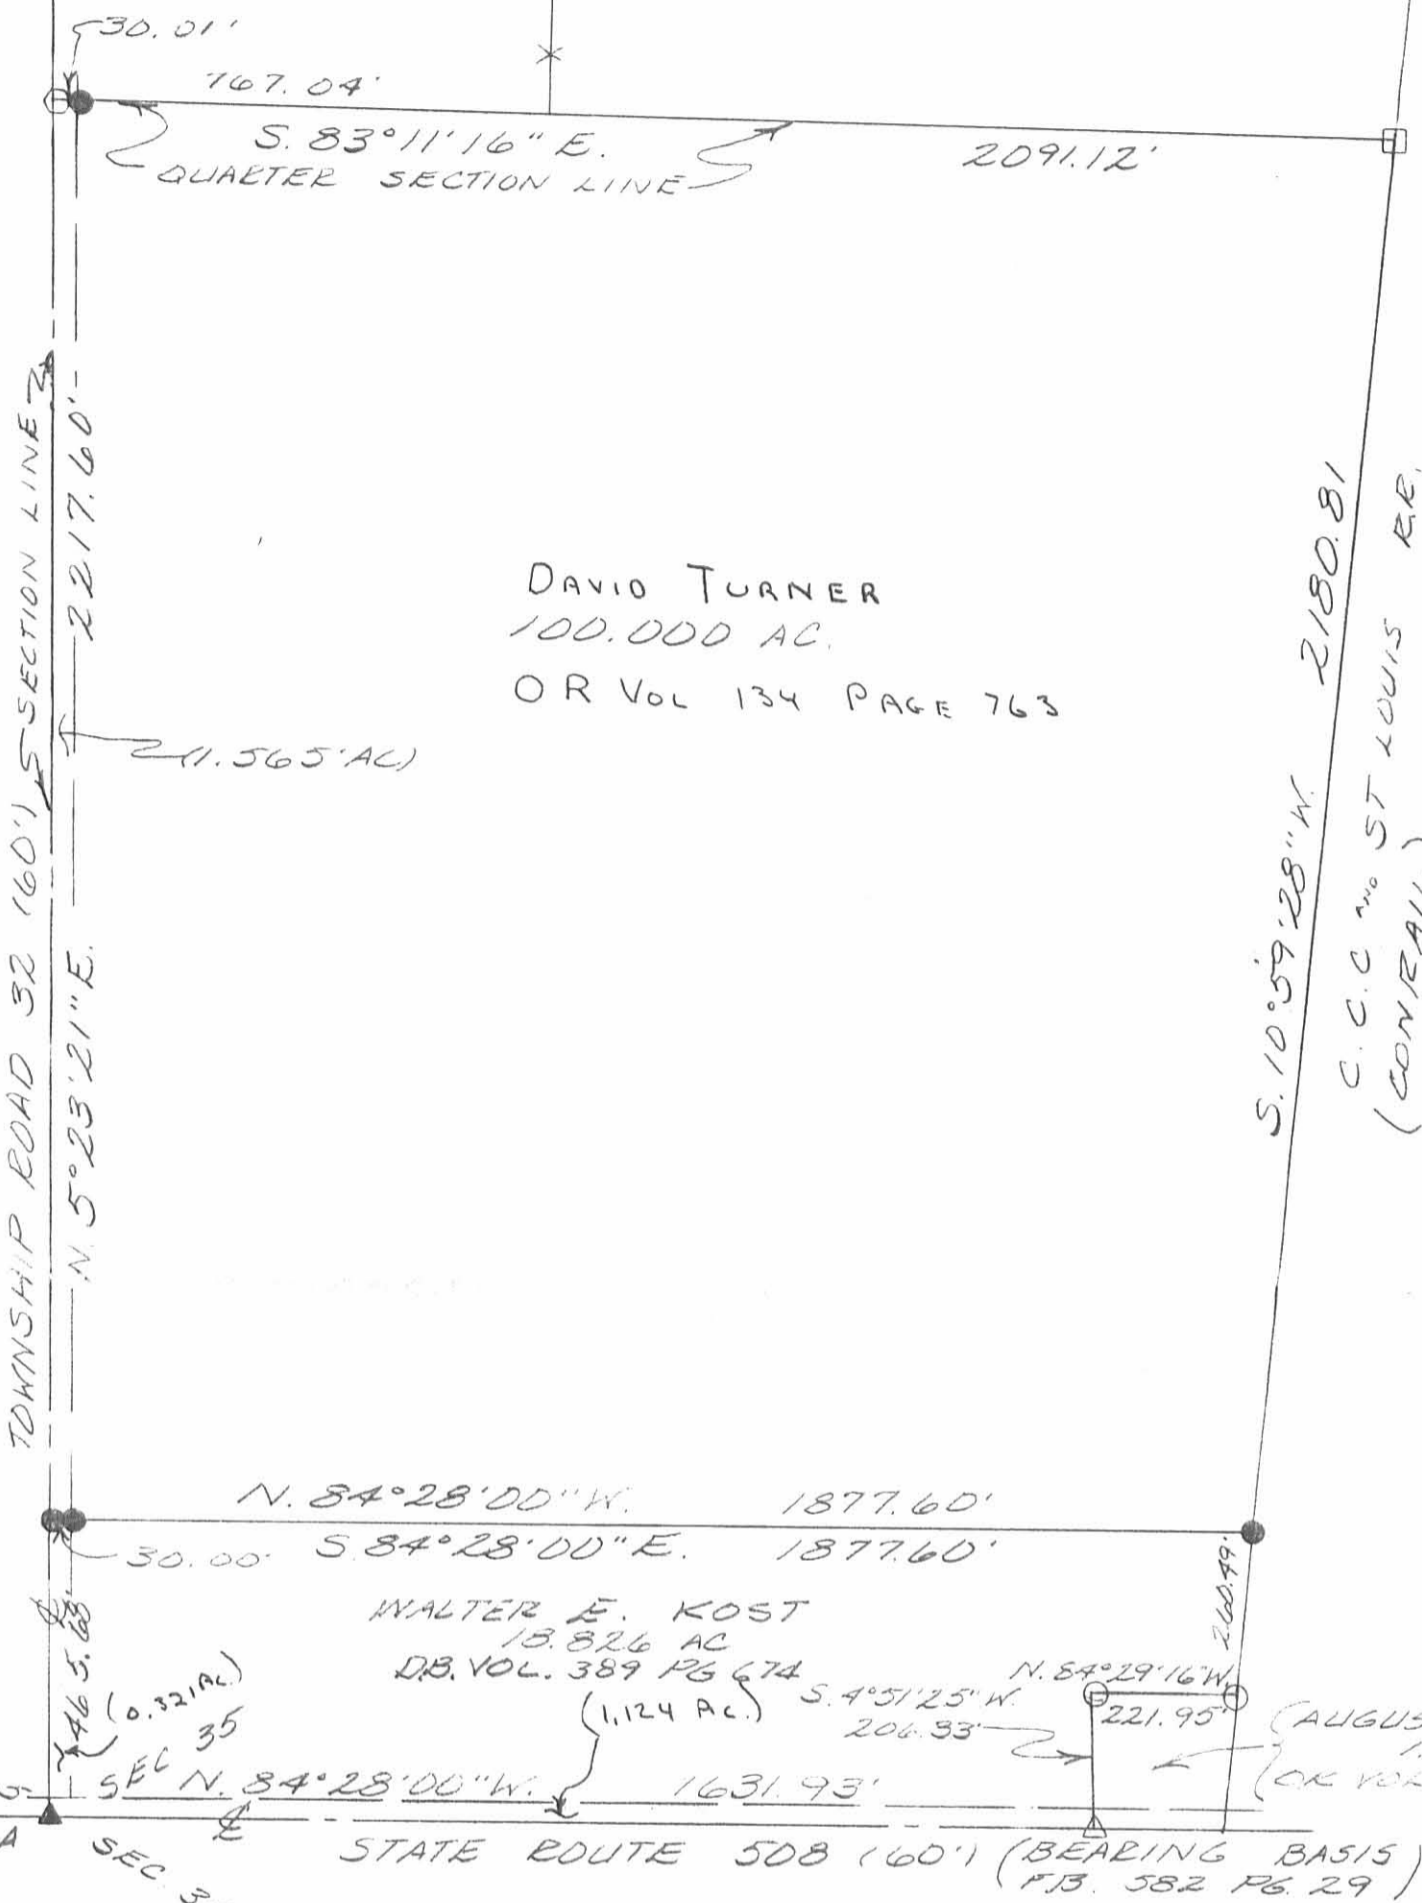 30.01'
767.04'
S. 83°11'16" E.
2091.12'
QUARTER SECTION LINE
SECTION LINE
2217.60'
DAVID TURNER
100.000 AC.
OR VOL 134 PAGE 763
(1.565 AC)
TOWNSHIP ROAD 32 (60')
N. 5°23'21" E.
2180.81
S. 10°59'28" W.
C. C. C AND ST LOUIS R.R.
(CONRAIL)
N. 84°28'00" W. 1877.60'
30.00' S. 84°28'00" E. 1877.60'
WALTER E. KOST
18.826 AC
D.B. VOL. 389 PG 674
260.49'
465.68'
(0.321 AC.)
(1.124 AC.)
S. 4°51'25" W.
206.33'
N. 84°29'16" W.
221.95'
SEC 35
N. 84°28'00" W. 1631.93'
SEC.
STATE ROUTE 508 (60') (BEARING BASIS)
F.B. 582 PG. 29